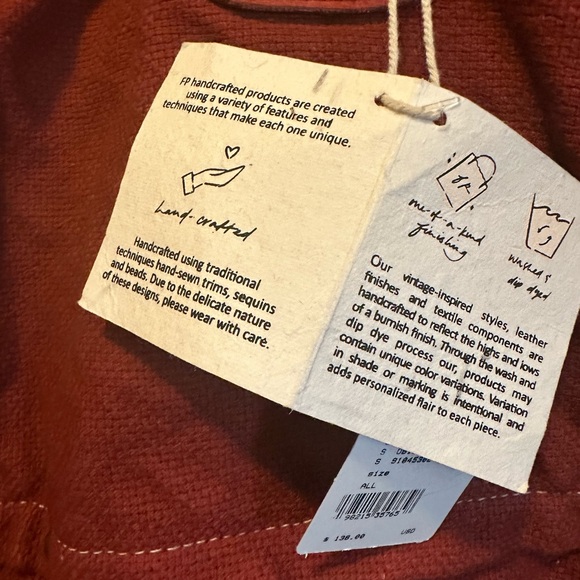 FP handcrafted products are created
using a variety of features and
techniques that make each one unique.
hand-crafted
Handcrafted using traditional
techniques hand-sewn trims, sequins
and beads. Due to the delicate nature
of these designs, please wear with care.
one-of-a-kind
finishing
washed &
dip dyed
Our vintage-inspired styles, leather
finishes and textile components are
handcrafted to reflect the highs and lows
of a burnish finish. Through the wash and
dip dye process our, products may
contain unique color variations. Variation
in shade or marking is intentional and
adds personalized flair to each piece.
S
S 9104536
size
ALL
98215 35765
$ 138.00 USD